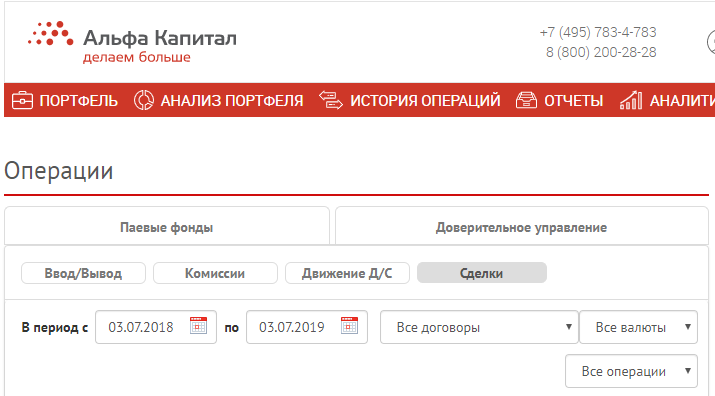 Альфа Капитал
делаем больше
+7 (495) 783-4-783
8 (800) 200-28-28
ПОРТФЕЛЬ АНАЛИЗ ПОРТФЕЛЯ ИСТОРИЯ ОПЕРАЦИЙ ОТЧЕТЫ АНАЛИТИ
Операции
Паевые фонды Доверительное управление
Ввод/Вывод Комиссии Движение Д/С Сделки
В период с 03.07.2018 по 03.07.2019 Все договоры Все валюты
Все операции